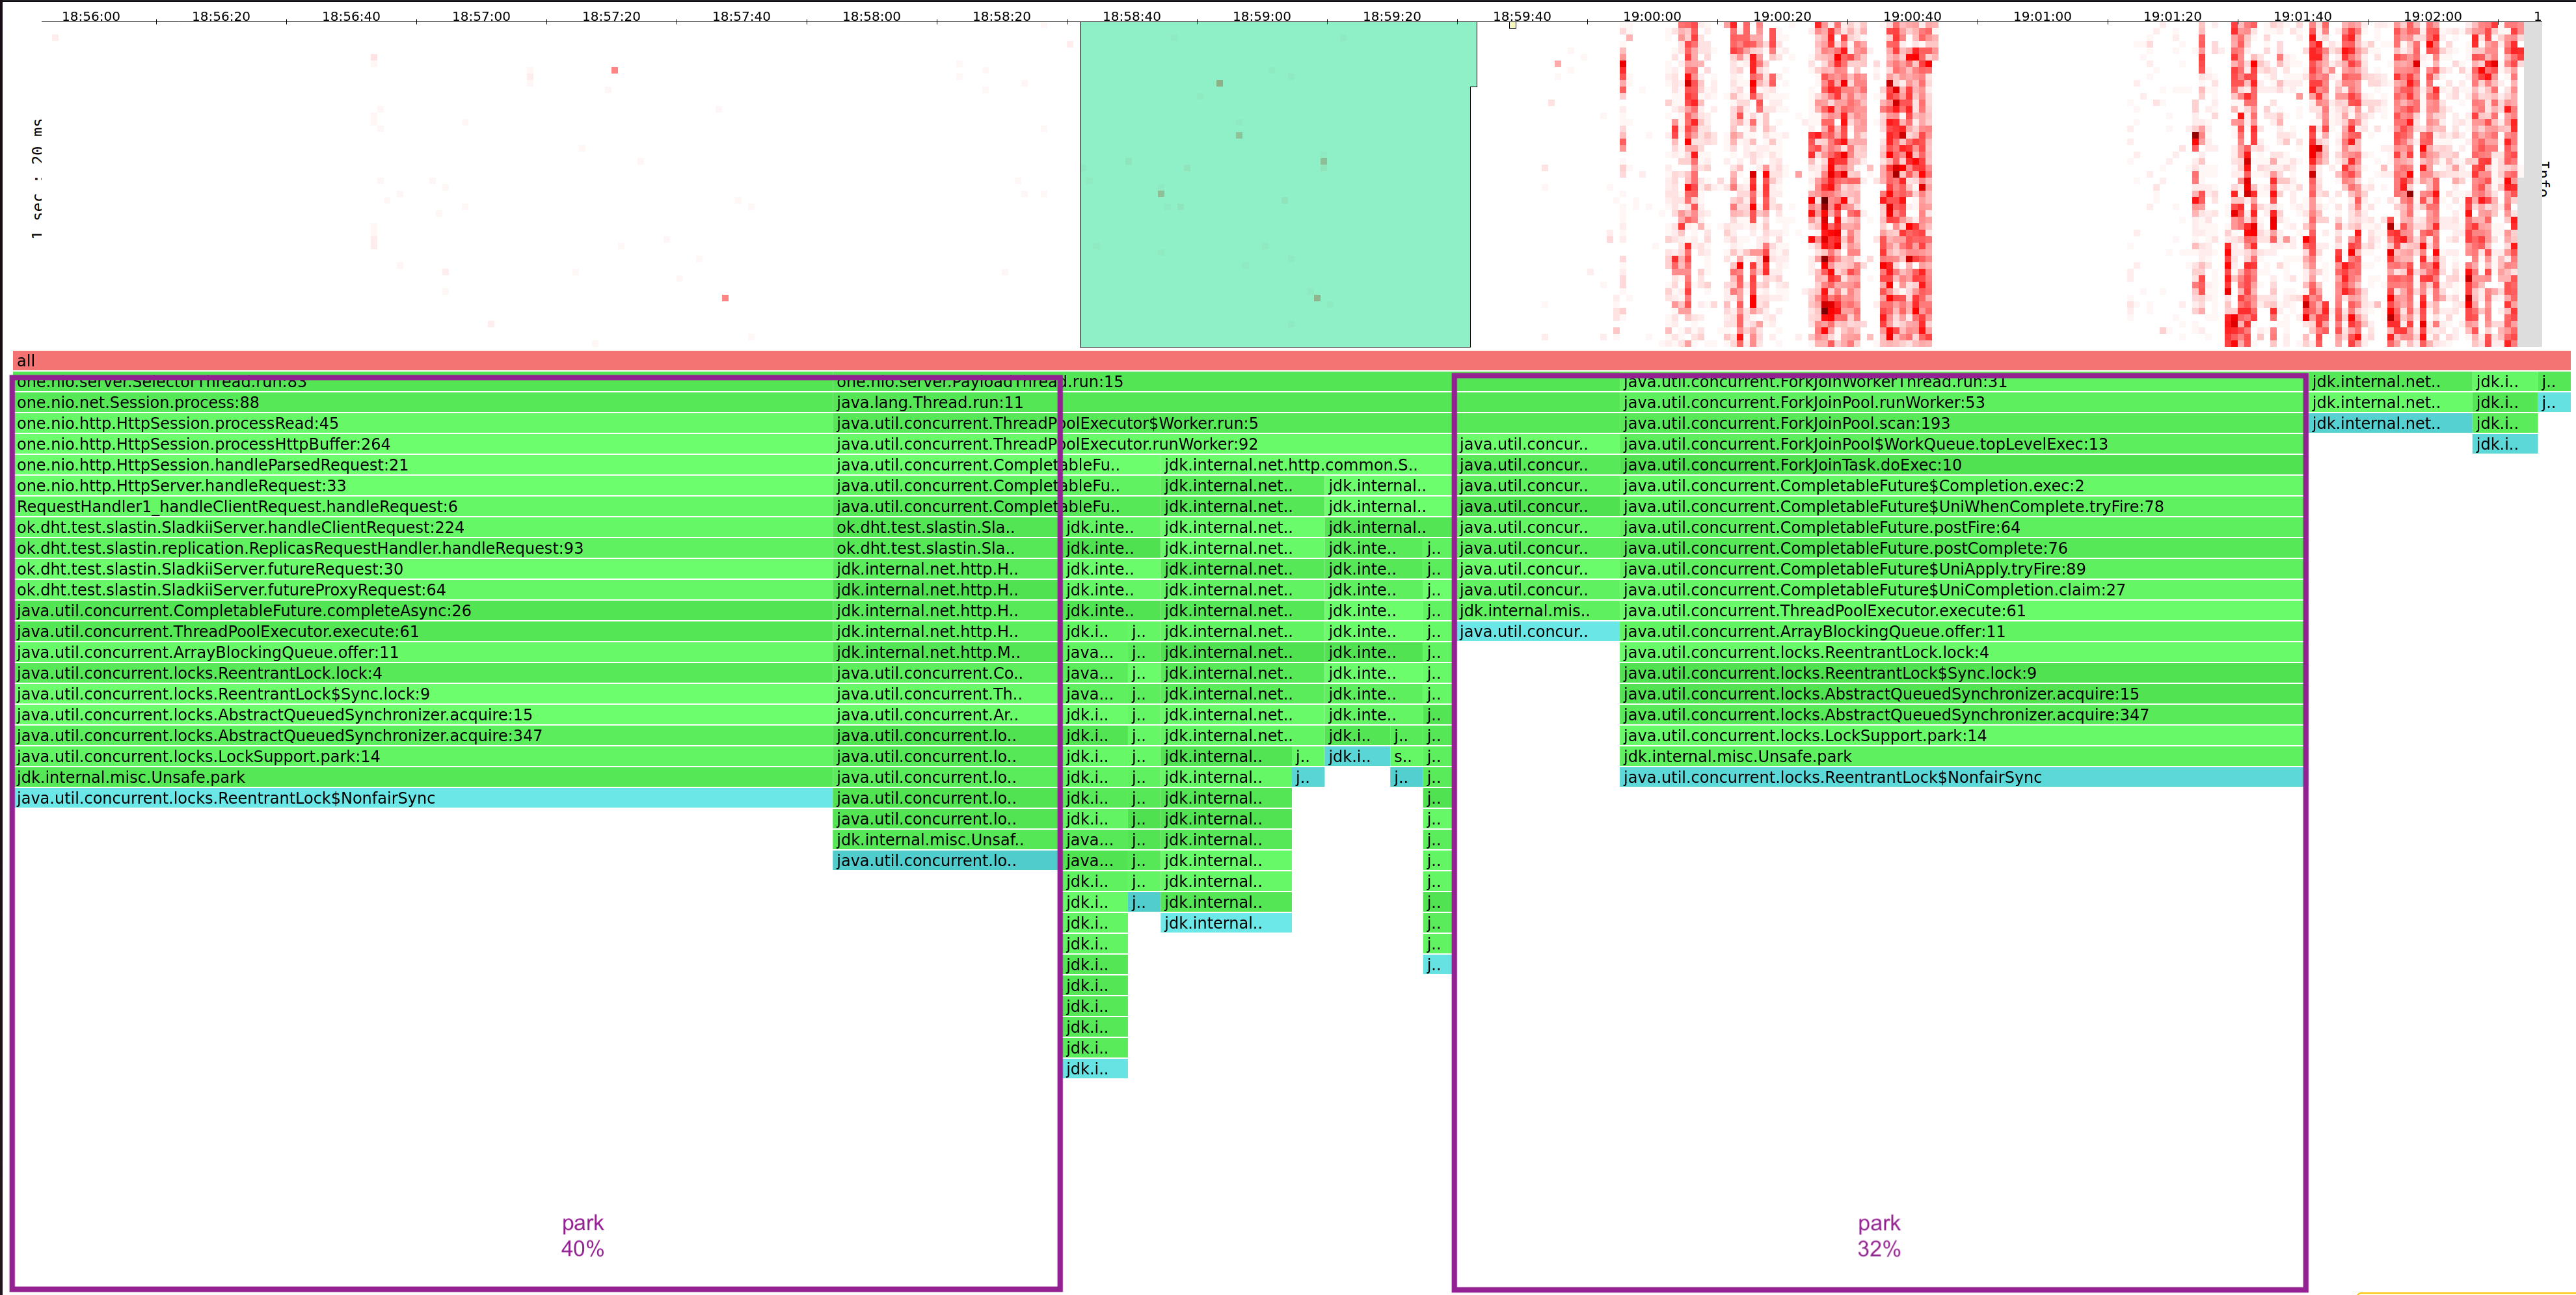 18:56:00 18:56:20 18:56:40 18:57:00 18:57:20 18:57:40 18:58:00 18:58:20 18:58:40 18:59:00 18:59:20 18:59:40 19:00:00 19:00:20 19:00:40 19:01:00 19:01:20 19:01:40 19:02:00 1
1 sec : 20 ms
Info
all
one.nio.server.SelectorThread.run:83 one.nio.server.PayloadThread.run:15 java.util.concurrent.ForkJoinWorkerThread.run:31 jdk.internal.net.. jdk.i.. j..
one.nio.net.Session.process:88 java.lang.Thread.run:11 java.util.concurrent.ForkJoinPool.runWorker:53 jdk.internal.net.. jdk.i.. j..
one.nio.http.HttpSession.processRead:45 java.util.concurrent.ThreadPoolExecutor$Worker.run:5 java.util.concurrent.ForkJoinPool.scan:193 jdk.internal.net.. jdk.i..
one.nio.http.HttpSession.processHttpBuffer:264 java.util.concurrent.ThreadPoolExecutor.runWorker:92 java.util.concur.. java.util.concurrent.ForkJoinPool$WorkQueue.topLevelExec:13 jdk.i..
one.nio.http.HttpSession.handleParsedRequest:21 java.util.concurrent.CompletableFu.. jdk.internal.net.http.common.S.. java.util.concur.. java.util.concurrent.ForkJoinTask.doExec:10
one.nio.http.HttpServer.handleRequest:33 java.util.concurrent.CompletableFu.. jdk.internal.net.. jdk.internal.. java.util.concur.. java.util.concurrent.CompletableFuture$Completion.exec:2
RequestHandler1_handleClientRequest.handleRequest:6 java.util.concurrent.CompletableFu.. jdk.internal.net.. jdk.internal.. java.util.concur.. java.util.concurrent.CompletableFuture$UniWhenComplete.tryFire:78
ok.dht.test.slastin.SladkiiServer.handleClientRequest:224 ok.dht.test.slastin.Sla.. jdk.inte.. jdk.internal.net.. jdk.internal.. java.util.concur.. java.util.concurrent.CompletableFuture.postFire:64
ok.dht.test.slastin.replication.ReplicasRequestHandler.handleRequest:93 ok.dht.test.slastin.Sla.. jdk.inte.. jdk.internal.net.. jdk.inte.. j.. java.util.concur.. java.util.concurrent.CompletableFuture.postComplete:76
ok.dht.test.slastin.SladkiiServer.futureRequest:30 jdk.internal.net.http.H.. jdk.inte.. jdk.internal.net.. jdk.inte.. j.. java.util.concur.. java.util.concurrent.CompletableFuture$UniApply.tryFire:89
ok.dht.test.slastin.SladkiiServer.futureProxyRequest:64 jdk.internal.net.http.H.. jdk.inte.. jdk.internal.net.. jdk.inte.. j.. java.util.concur.. java.util.concurrent.CompletableFuture$UniCompletion.claim:27
java.util.concurrent.CompletableFuture.completeAsync:26 jdk.internal.net.http.H.. jdk.inte.. jdk.internal.net.. jdk.inte.. j.. jdk.internal.mis.. java.util.concurrent.ThreadPoolExecutor.execute:61
java.util.concurrent.ThreadPoolExecutor.execute:61 jdk.internal.net.http.H.. jdk.i.. j.. jdk.internal.net.. jdk.inte.. j.. java.util.concur.. java.util.concurrent.ArrayBlockingQueue.offer:11
java.util.concurrent.ArrayBlockingQueue.offer:11 jdk.internal.net.http.M.. java... j.. jdk.internal.net.. jdk.inte.. j.. java.util.concurrent.locks.ReentrantLock.lock:4
java.util.concurrent.locks.ReentrantLock.lock:4 java.util.concurrent.Co.. java... j.. jdk.internal.net.. jdk.inte.. j.. java.util.concurrent.locks.ReentrantLock$Sync.lock:9
java.util.concurrent.locks.ReentrantLock$Sync.lock:9 java.util.concurrent.Th.. java... j.. jdk.internal.net.. jdk.inte.. j.. java.util.concurrent.locks.AbstractQueuedSynchronizer.acquire:15
java.util.concurrent.locks.AbstractQueuedSynchronizer.acquire:15 java.util.concurrent.Ar.. jdk.i.. j.. jdk.internal.net.. jdk.inte.. j.. java.util.concurrent.locks.AbstractQueuedSynchronizer.acquire:347
java.util.concurrent.locks.AbstractQueuedSynchronizer.acquire:347 java.util.concurrent.lo.. jdk.i.. j.. jdk.internal.net.. jdk.i.. j.. j.. java.util.concurrent.locks.LockSupport.park:14
java.util.concurrent.locks.LockSupport.park:14 java.util.concurrent.lo.. jdk.i.. j.. jdk.internal.. j.. jdk.i.. s.. j.. jdk.internal.misc.Unsafe.park
jdk.internal.misc.Unsafe.park java.util.concurrent.lo.. jdk.i.. j.. jdk.internal.. j.. j.. j.. java.util.concurrent.locks.ReentrantLock$NonfairSync
java.util.concurrent.locks.ReentrantLock$NonfairSync java.util.concurrent.lo.. jdk.i.. j.. jdk.internal.. j..
java.util.concurrent.lo.. jdk.i.. j.. jdk.internal.. j..
jdk.internal.misc.Unsaf.. java... j.. jdk.internal.. j..
java.util.concurrent.lo.. java... j.. jdk.internal.. j..
jdk.i.. j.. jdk.internal.. j..
jdk.i.. j.. jdk.internal.. j..
jdk.i.. jdk.internal.. j..
jdk.i.. j..
jdk.i.. j..
jdk.i..
jdk.i..
jdk.i..
jdk.i..
jdk.i..
park
40%
park
32%